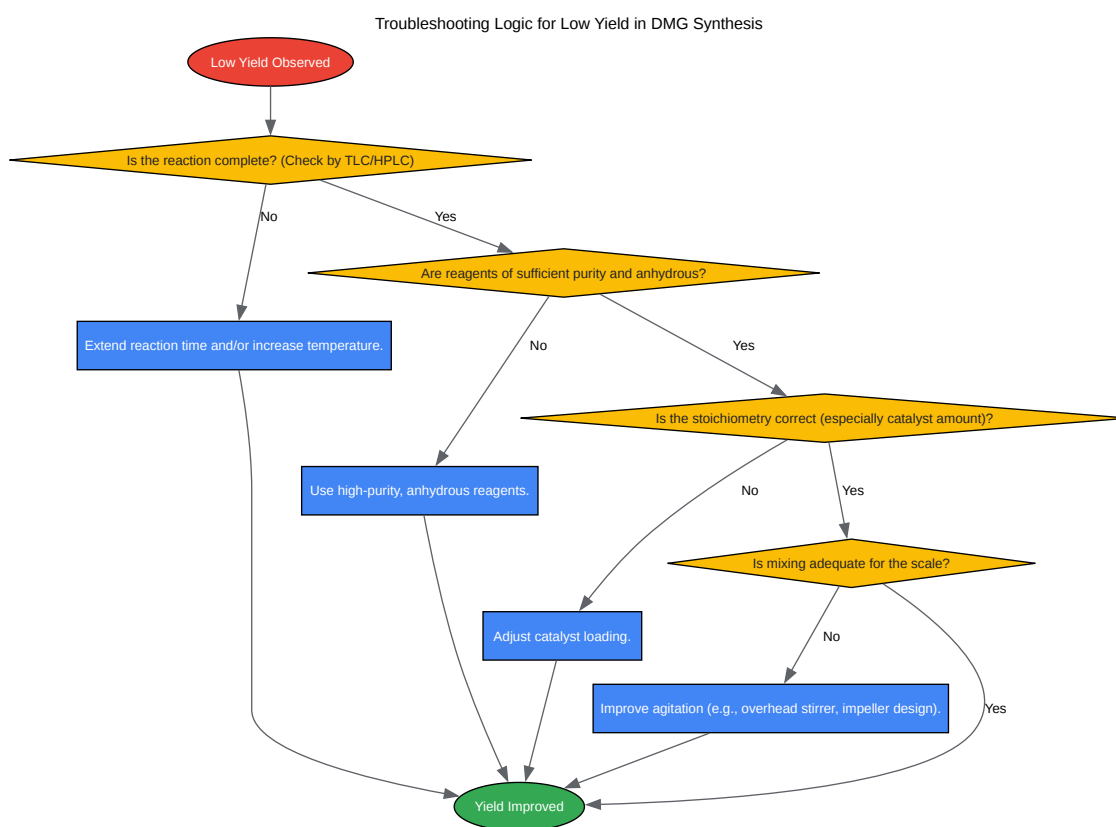 Troubleshooting Logic for Low Yield in DMG Synthesis
Low Yield Observed
Is the reaction complete? (Check by TLC/HPLC)
No
Yes
Are reagents of sufficient purity and anhydrous?
Extend reaction time and/or increase temperature.
No
Yes
Is the stoichiometry correct (especially catalyst amount)?
Use high-purity, anhydrous reagents.
No
Yes
Is mixing adequate for the scale?
Adjust catalyst loading.
No
Improve agitation (e.g., overhead stirrer, impeller design).
Yes
Yield Improved